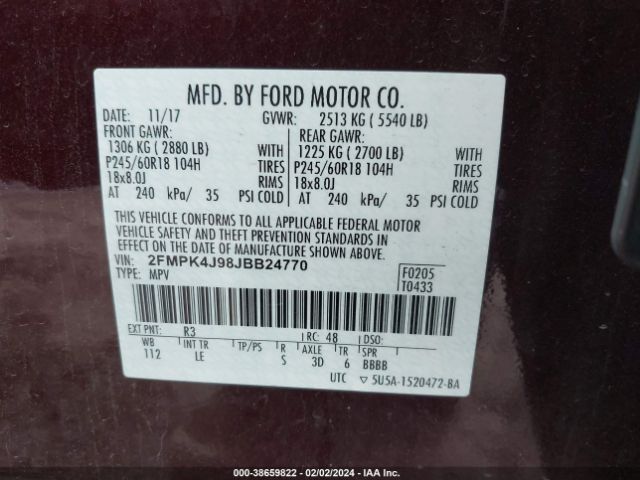 MFD. BY FORD MOTOR CO.
DATE: 11/17 GVWR: 2513 KG ( 5540 LB)
FRONT GAWR: REAR GAWR:
1306 KG ( 2880 LB) WITH 1225 KG ( 2700 LB) WITH
P245/60R18 104H TIRES P245/60R18 104H TIRES
18x8.0J RIMS 18x8.0J RIMS
AT 240 kPa/ 35 PSI COLD AT 240 kPa/ 35 PSI COLD
THIS VEHICLE CONFORMS TO ALL APPLICABLE FEDERAL MOTOR
VEHICLE SAFETY AND THEFT PREVENTION STANDARDS IN
EFFECT ON THE DATE OF MANUFACTURE SHOWN ABOVE.
VIN: 2FMPK4J98JBB24770
TYPE: MPV
F0205
T0433
EXT PNT: R3 RC: 48 DSO:
WB INT TR TP/PS R AXLE TR SPR
112 LE S 3D 6 BBBB
UTC ▽ 5U5A-1520472-BA
000-38659822 - 02/02/2024 - IAA Inc.